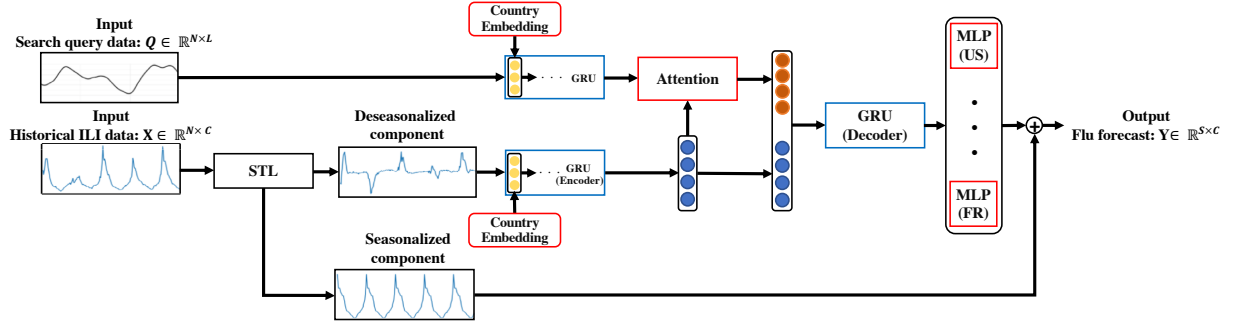 Input
Search query data: Q ∈ ℝ^{N×L}
Country
Embedding
· · · GRU
Attention
MLP
(US)
Input
Historical ILI data: X ∈ ℝ^{N×C}
Deseasonalized
component
STL
· · · GRU
(Encoder)
GRU
(Decoder)
+
Output
Flu forecast: Y∈ ℝ^{S×C}
MLP
(FR)
Country
Embedding
Seasonalized
component